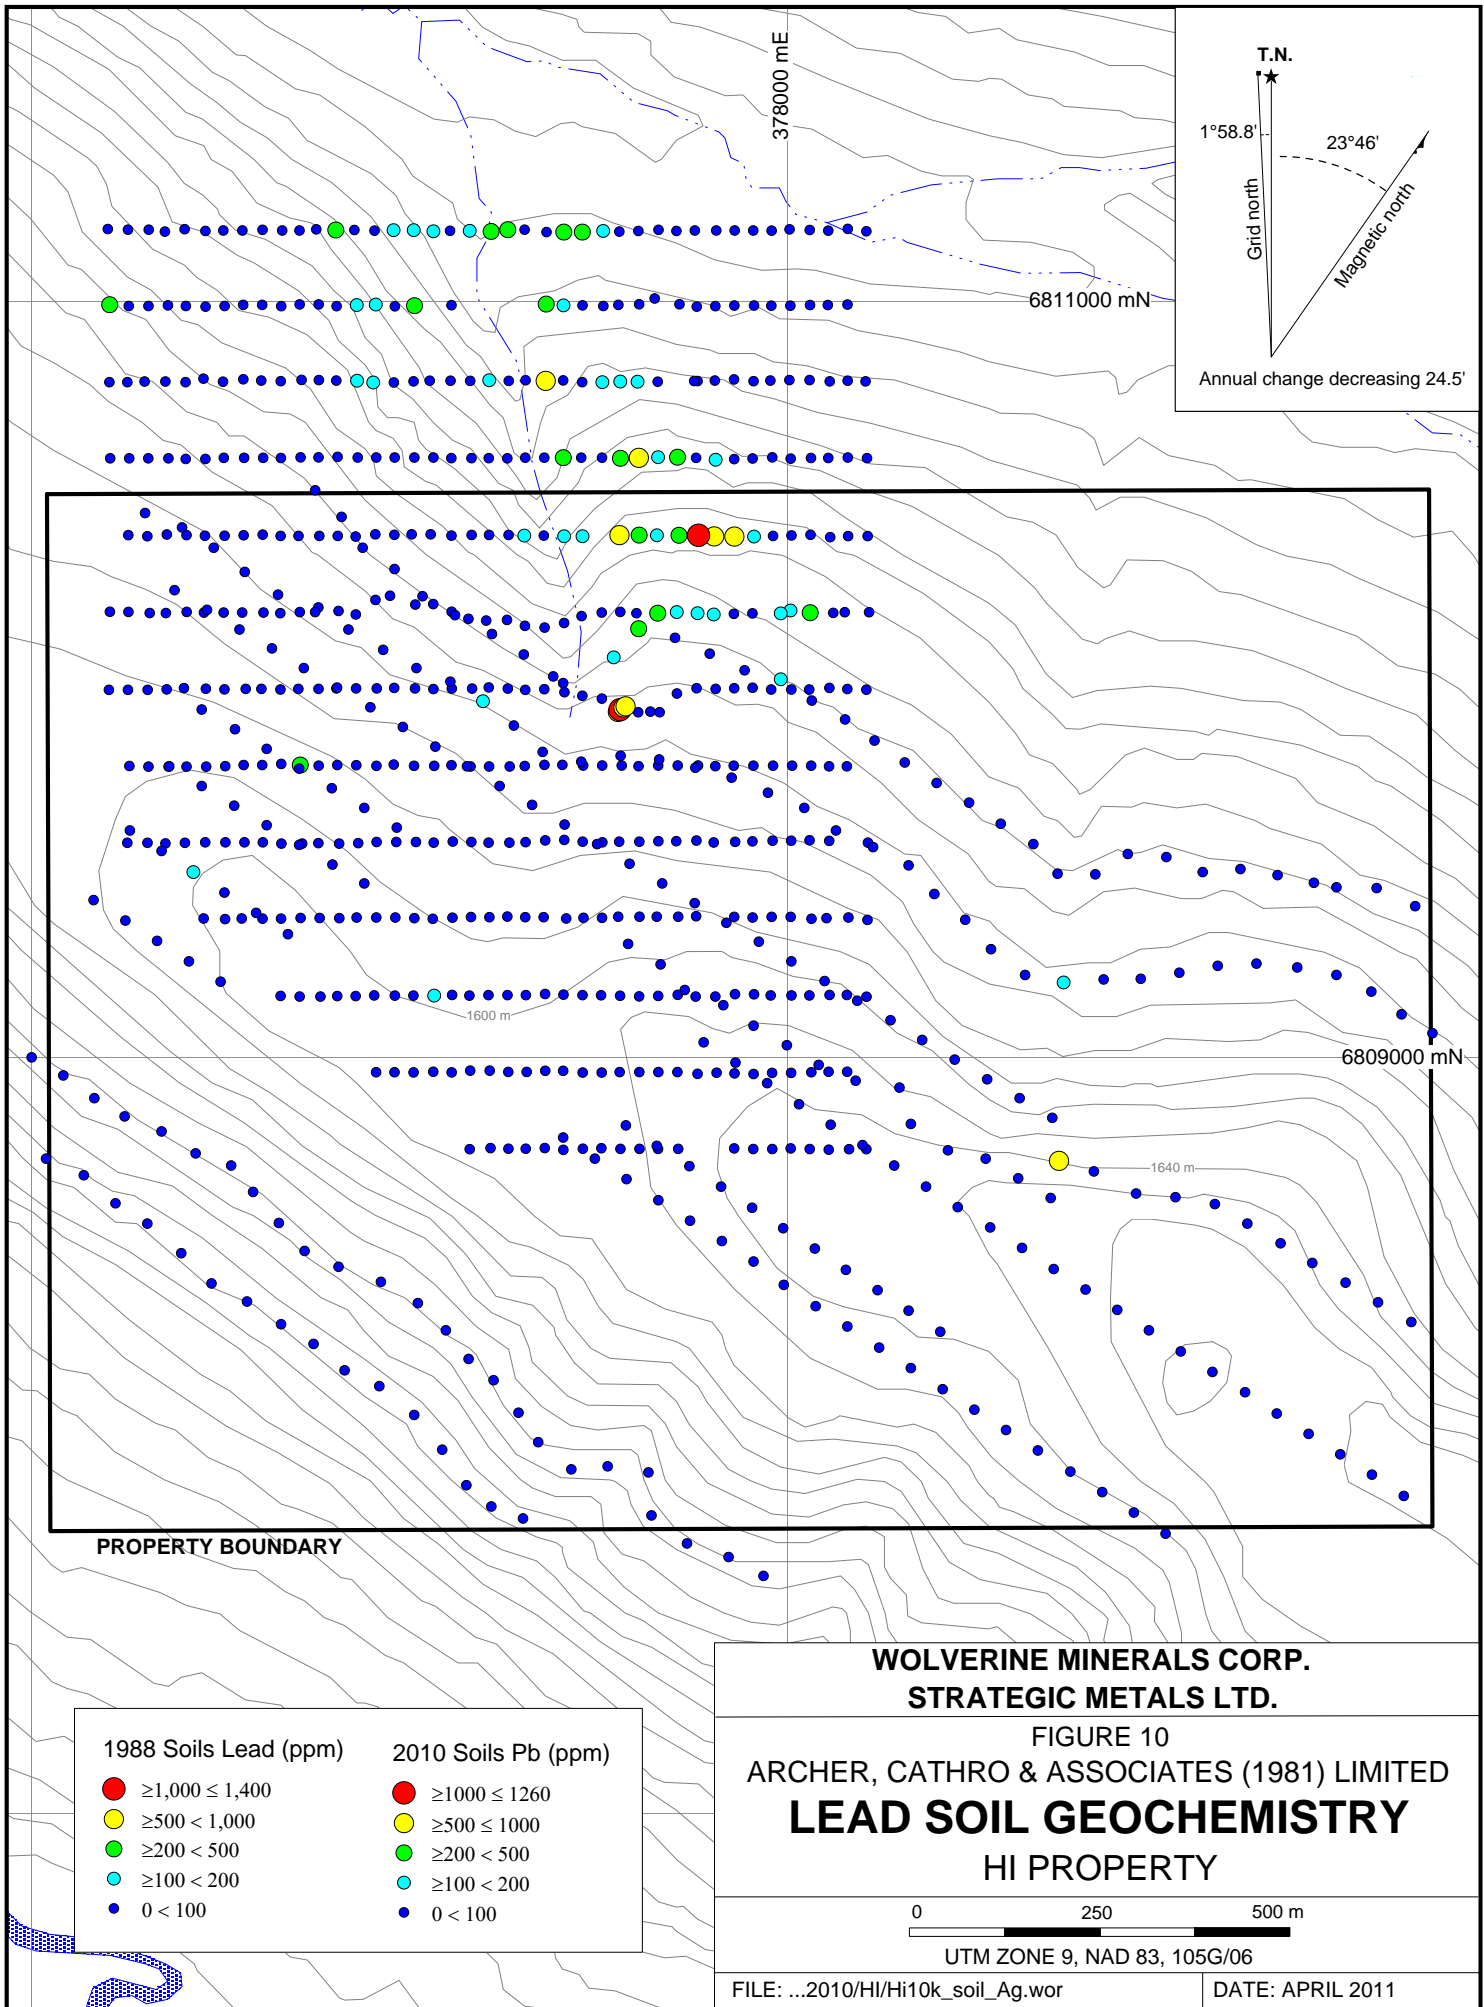 378000 mE
T.N.
1°58.8'
23°46'
Grid north
Magnetic north
Annual change decreasing 24.5'
6811000 mN
1600 m
6809000 mN
1640 m
PROPERTY BOUNDARY
1988 Soils Lead (ppm)
≥1,000 ≤ 1,400
≥500 < 1,000
≥200 < 500
≥100 < 200
0 < 100
2010 Soils Pb (ppm)
≥1000 ≤ 1260
≥500 ≤ 1000
≥200 < 500
≥100 < 200
0 < 100
WOLVERINE MINERALS CORP.
STRATEGIC METALS LTD.
FIGURE 10
ARCHER, CATHRO & ASSOCIATES (1981) LIMITED
LEAD SOIL GEOCHEMISTRY
HI PROPERTY
0 250 500 m
UTM ZONE 9, NAD 83, 105G/06
FILE: ...2010/HI/Hi10k_soil_Ag.wor
DATE: APRIL 2011